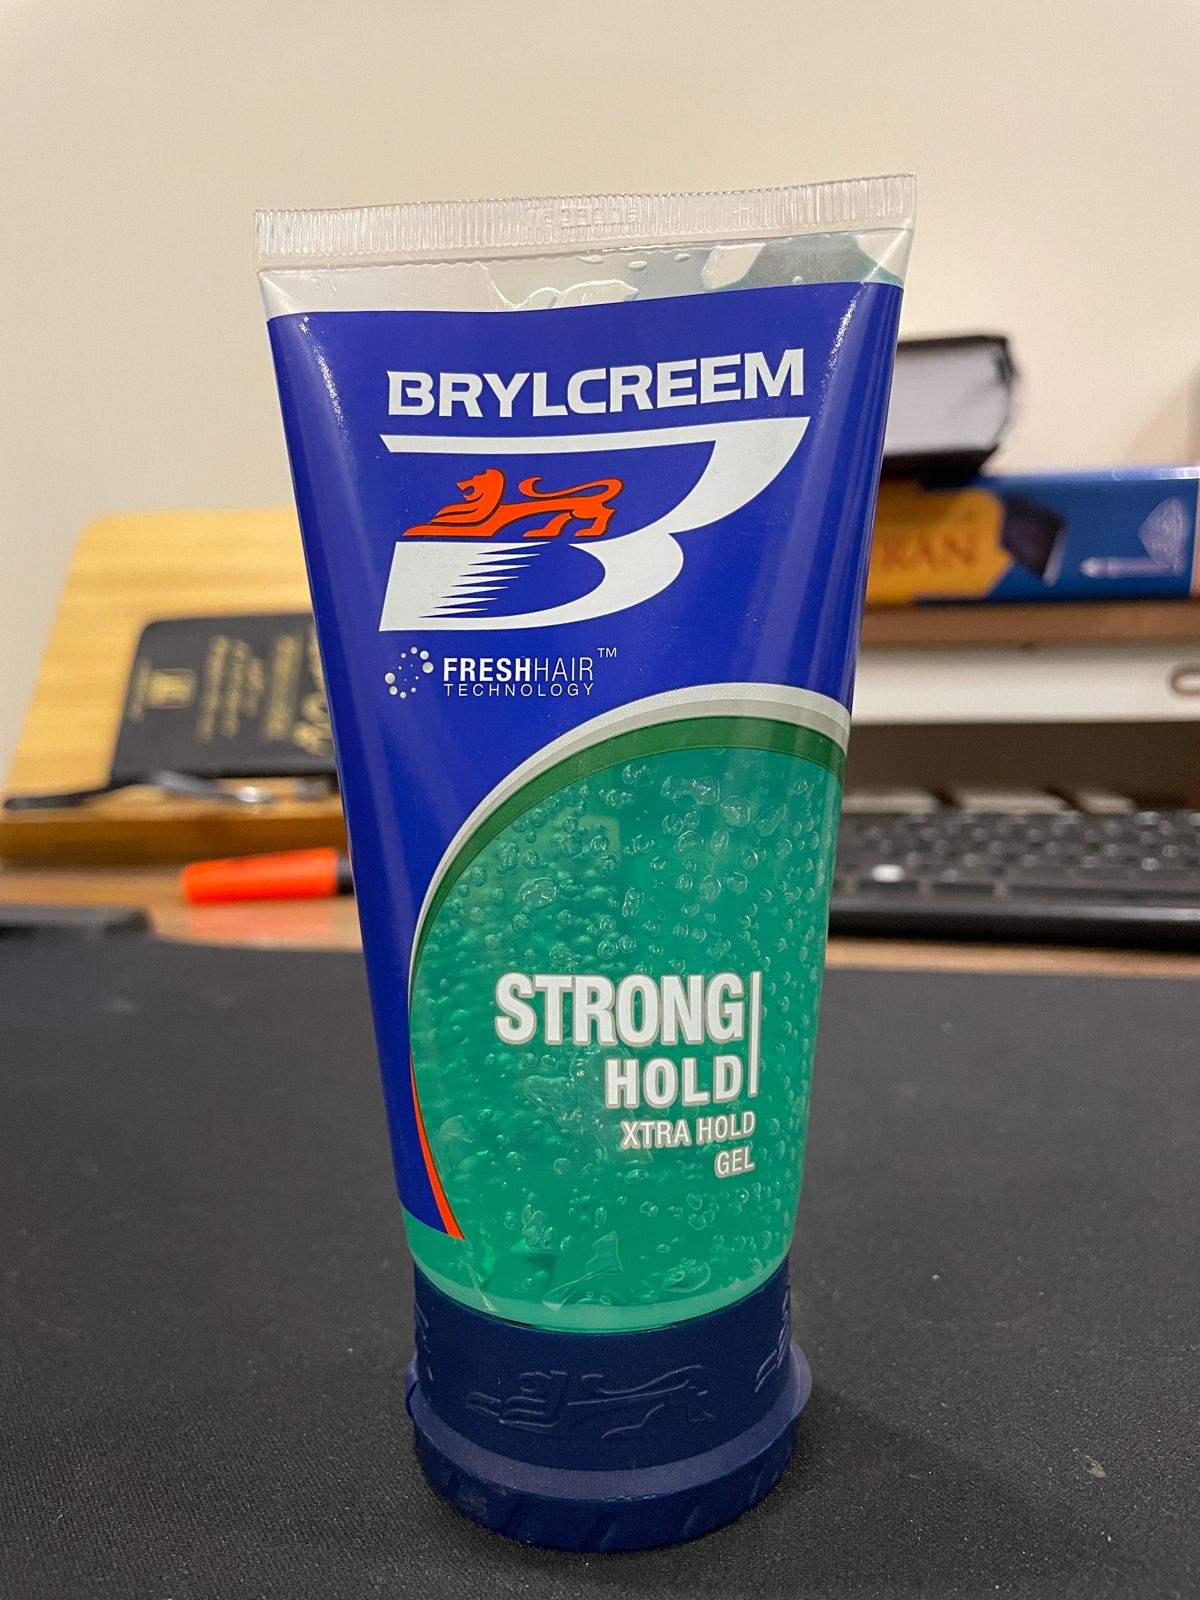 BRYLCREEM
FRESHHAIR™
TECHNOLOGY
STRONG
HOLD
XTRA HOLD
GEL